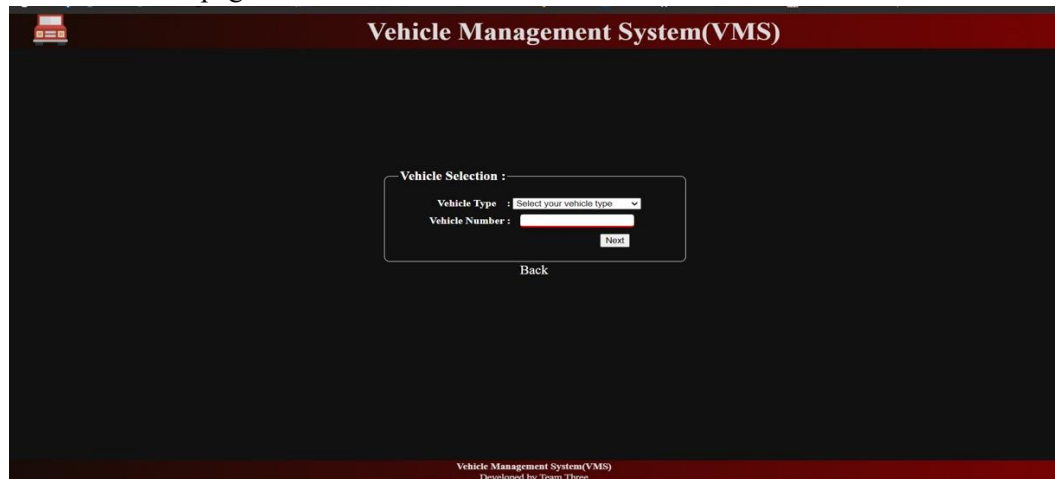 Vehicle Management System(VMS)
Vehicle Selection :
Vehicle Type : Select your vehicle type
Vehicle Number :
Next
Back
Vehicle Management System(VMS)
Developed by Team Three